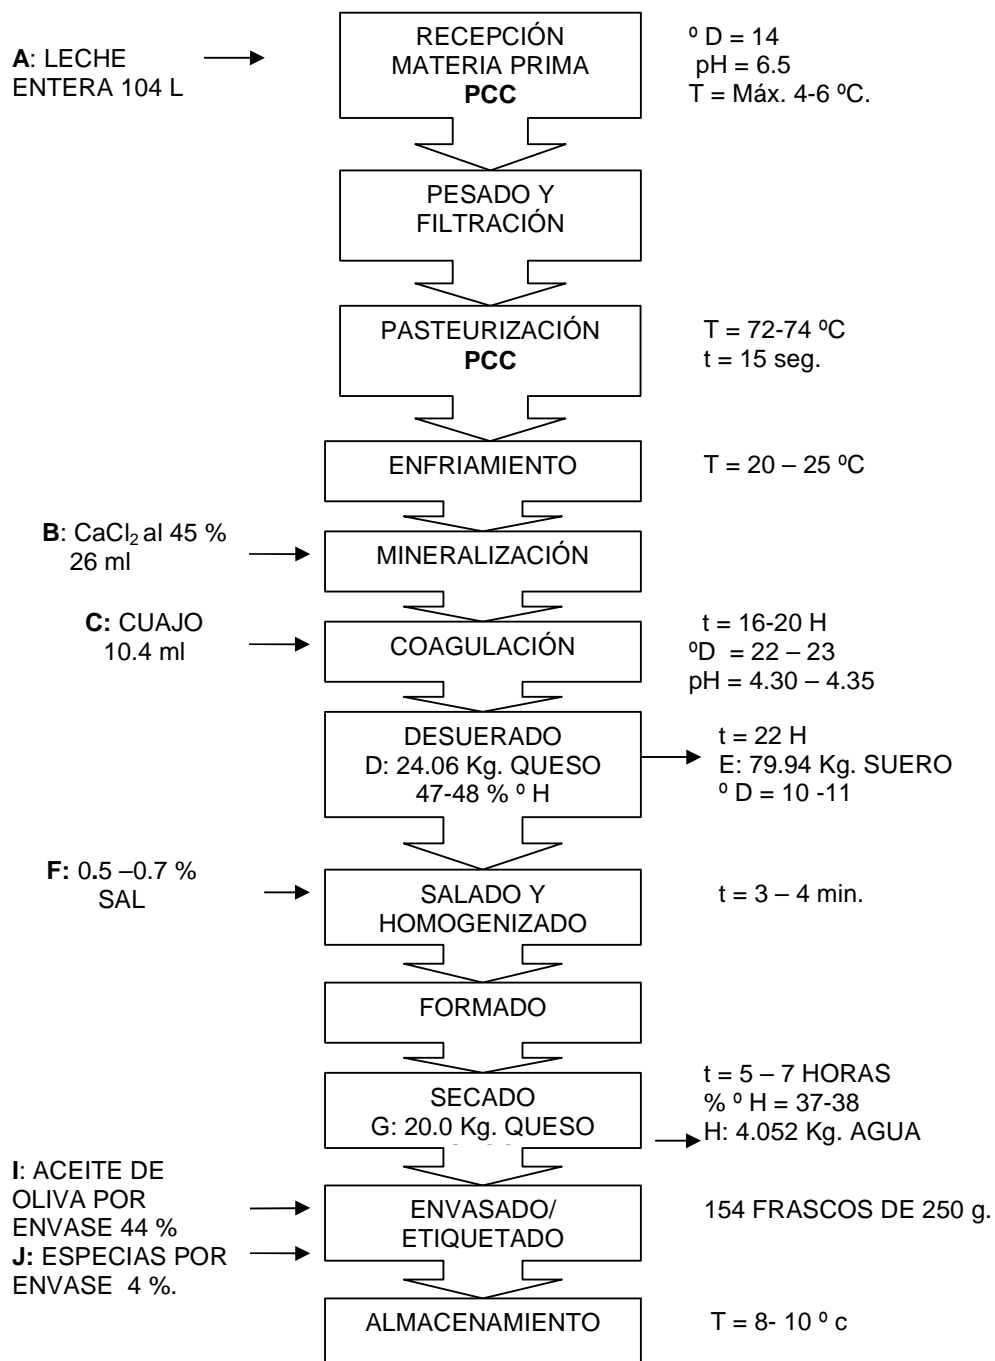 A: LECHE
ENTERA 104 L
RECEPCIÓN
MATERIA PRIMA
PCC
º D = 14
pH = 6.5
T = Máx. 4-6 ºC.
PESADO Y
FILTRACIÓN
PASTEURIZACIÓN
PCC
T = 72-74 ºC
t = 15 seg.
ENFRIAMIENTO
T = 20 – 25 ºC
B: CaCl2 al 45 %
26 ml
MINERALIZACIÓN
C: CUAJO
10.4 ml
COAGULACIÓN
t = 16-20 H
ºD = 22 – 23
pH = 4.30 – 4.35
DESUERADO
D: 24.06 Kg. QUESO
47-48 % º H
t = 22 H
E: 79.94 Kg. SUERO
º D = 10 -11
F: 0.5 –0.7 %
SAL
SALADO Y
HOMOGENIZADO
t = 3 – 4 min.
FORMADO
SECADO
G: 20.0 Kg. QUESO
t = 5 – 7 HORAS
% º H = 37-38
H: 4.052 Kg. AGUA
I: ACEITE DE
OLIVA POR
ENVASE 44 %
J: ESPECIAS POR
ENVASE 4 %.
ENVASADO/
ETIQUETADO
154 FRASCOS DE 250 g.
ALMACENAMIENTO
T = 8- 10 º c